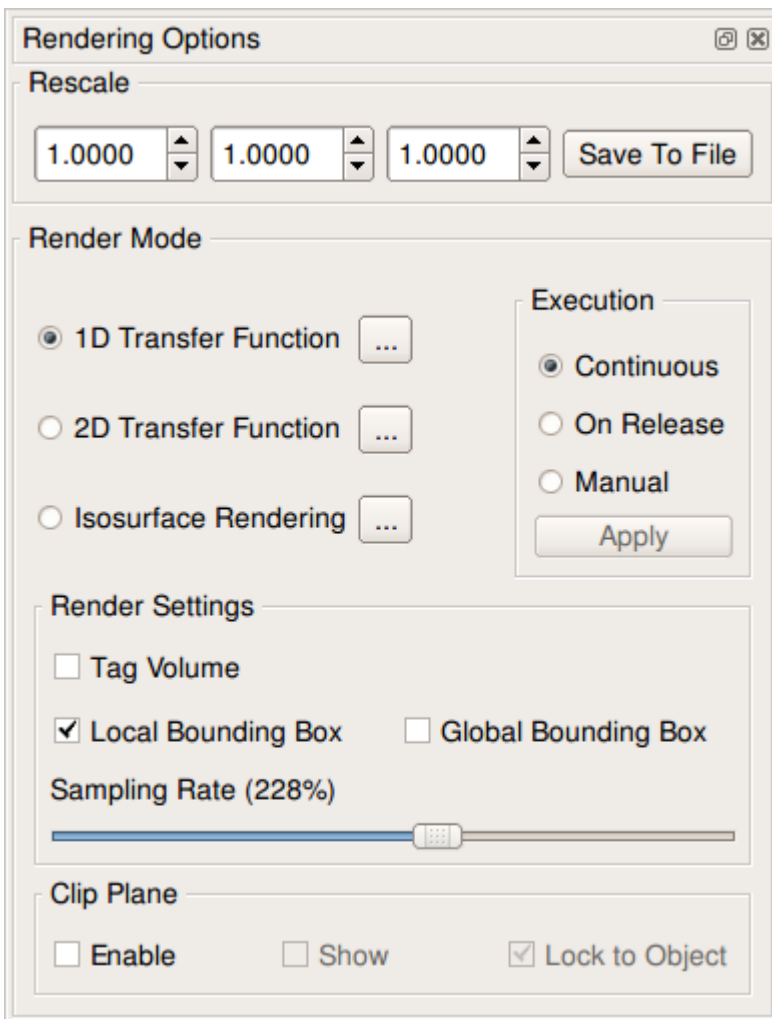 Rendering Options
Rescale
1.0000 1.0000 1.0000 Save To File
Render Mode
Execution
1D Transfer Function ...
Continuous
2D Transfer Function ...
On Release
Manual
Isosurface Rendering ...
Apply
Render Settings
Tag Volume
Local Bounding Box Global Bounding Box
Sampling Rate (228%)
Clip Plane
Enable Show Lock to Object